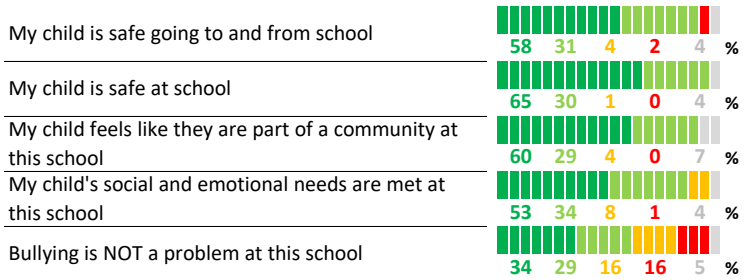 My child is safe going to and from school
58 31 4 2 4 %
My child is safe at school
65 30 1 0 4 %
My child feels like they are part of a community at
this school
60 29 4 0 7 %
My child's social and emotional needs are met at
this school
53 34 8 1 4 %
Bullying is NOT a problem at this school
34 29 16 16 5 %